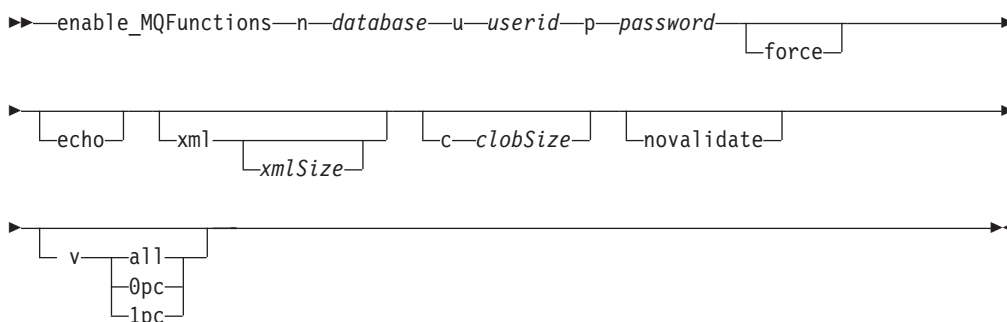 enable_MQFunctions n database u userid p password
force
echo xml c clobSize novalidate
xmlSize
v all
0pc
1pc